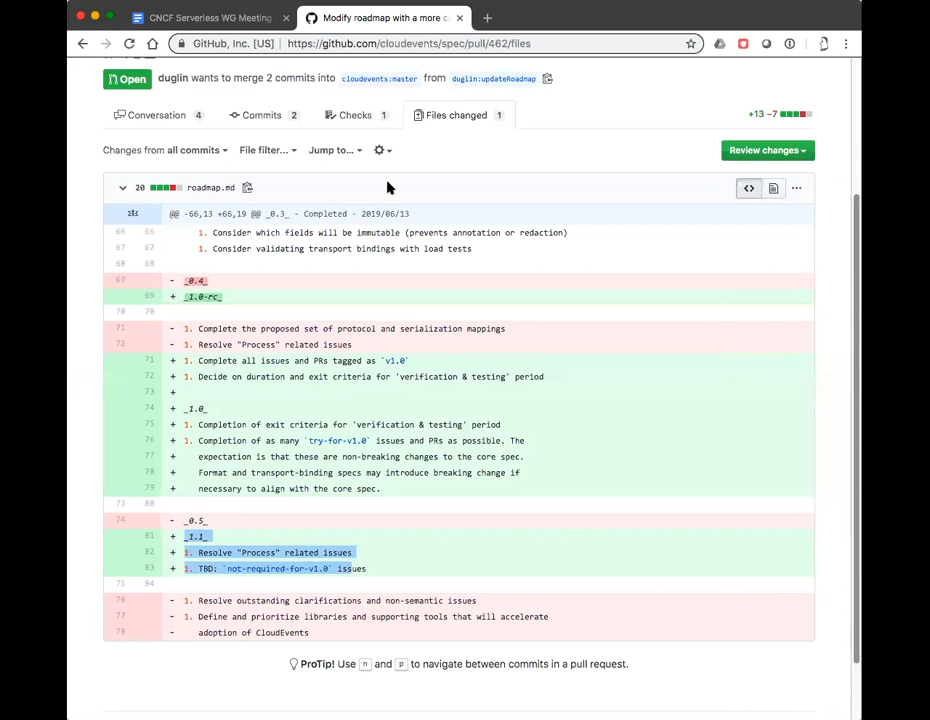 CNCF Serverless WG Meeting × Modify roadmap with a more c × +
GitHub, Inc. [US] | https://github.com/cloudevents/spec/pull/462/files
Open duglin wants to merge 2 commits into cloudevents:master from duglin:updateRoadmap
Conversation 4 Commits 2 Checks 1 Files changed 1 +13 −7
Changes from all commits File filter... Jump to... Review changes
20 roadmap.md
@@ -66,13 +66,19 @@ _0.3_ - Completed - 2019/06/13
66 66 1. Consider which fields will be immutable (prevents annotation or redaction)
67 67 1. Consider validating transport bindings with load tests
68 68
69 - _0.4_
69 + _1.0-rc_
70 70
71 - 1. Complete the proposed set of protocol and serialization mappings
72 - 1. Resolve "Process" related issues
71 + 1. Complete all issues and PRs tagged as `v1.0`
72 + 1. Decide on duration and exit criteria for 'verification & testing' period
73 +
74 + _1.0_
75 + 1. Completion of exit criteria for 'verification & testing' period
76 + 1. Completion of as many `try-for-v1.0` issues and PRs as possible. The
77 + expectation is that these are non-breaking changes to the core spec.
78 + Format and transport-binding specs may introduce breaking change if
79 + necessary to align with the core spec.
73 80
74 - _0.5_
81 + _1.1_
82 + 1. Resolve "Process" related issues
83 + 1. TBD: `not-required-for-v1.0` issues
75 84
76 - 1. Resolve outstanding clarifications and non-semantic issues
77 - 1. Define and prioritize libraries and supporting tools that will accelerate
78 - adoption of CloudEvents
ProTip! Use n and p to navigate between commits in a pull request.